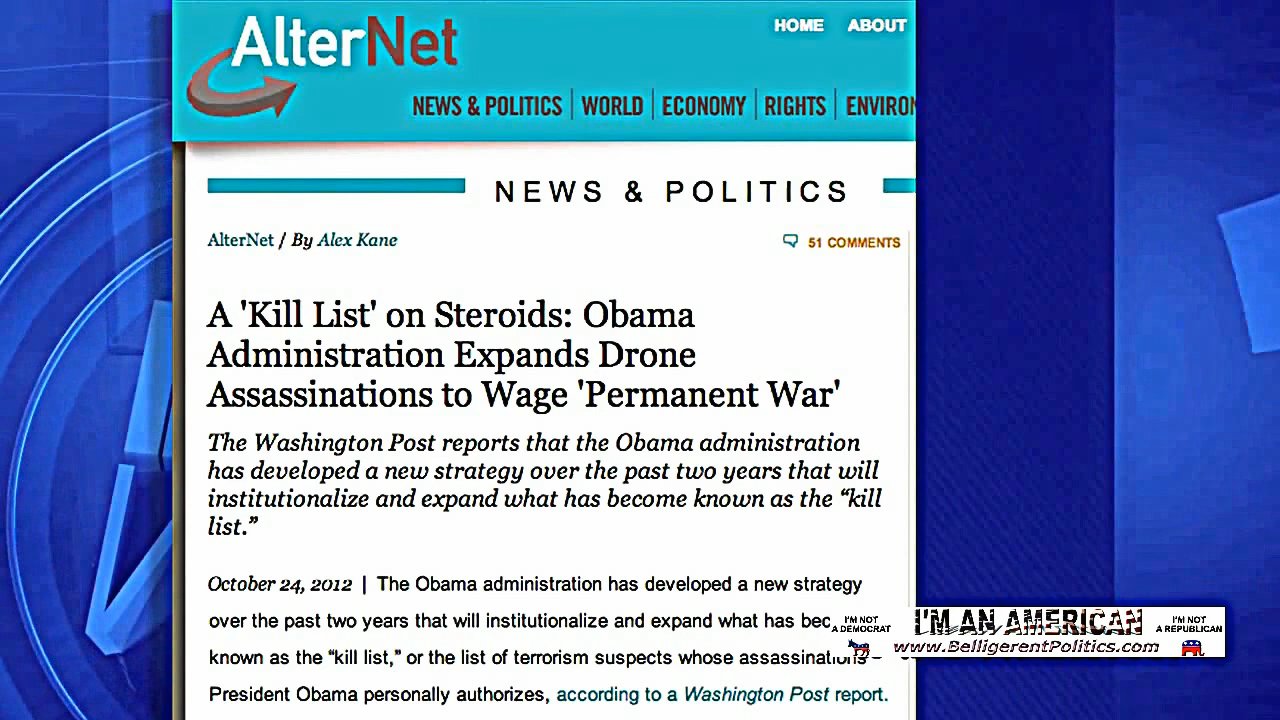 AlterNet
HOME ABOUT
NEWS & POLITICS WORLD ECONOMY RIGHTS
NEWS & POLITICS
AlterNet / By Alex Kane
51 COMMENTS
A 'Kill List' on Steroids: Obama
Administration Expands Drone
Assassinations to Wage 'Permanent War'
The Washington Post reports that the Obama administration
has developed a new strategy over the past two years that will
institutionalize and expand what has become known as the “kill
list.”
October 24, 2012 | The Obama administration has developed a new strategy
over the past two years that will institutionalize and expand what has
known as the “kill list,” or the list of terrorism suspects whose assassinations
President Obama personally authorizes, according to a Washington Post report.
I'M NOT
A DEMOCRAT
I'M AN AMERICAN
www.BelligerentPolitics.com
I'M NOT
A REPUBLICAN